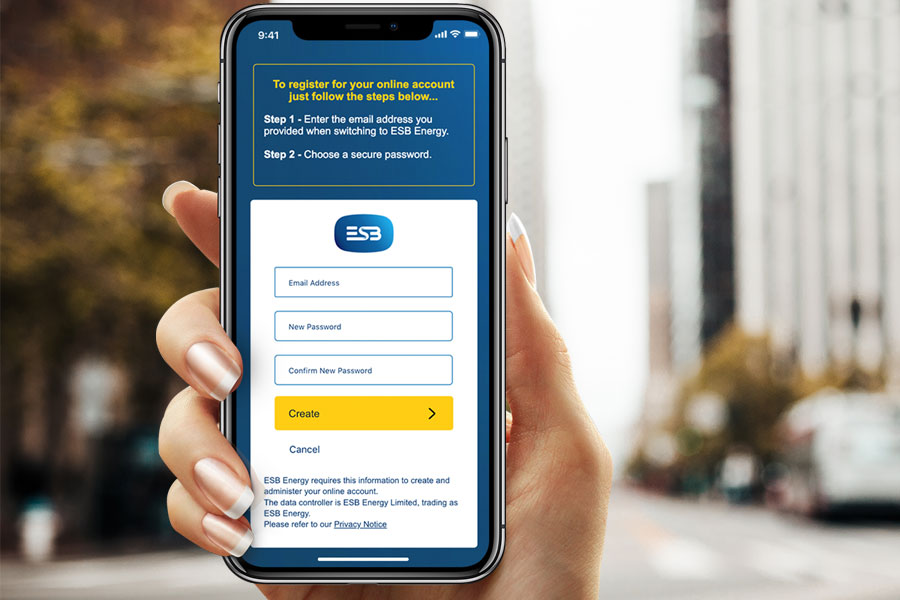 9:41
To register for your online account
just follow the steps below...
Step 1 - Enter the email address you
provided when switching to ESB Energy.
Step 2 - Choose a secure password.
ESB
Email Address
New Password
Confirm New Password
Create
Cancel
ESB Energy requires this information to create and
administer your online account.
The data controller is ESB Energy Limited, trading as
ESB Energy.
Please refer to our Privacy Notice